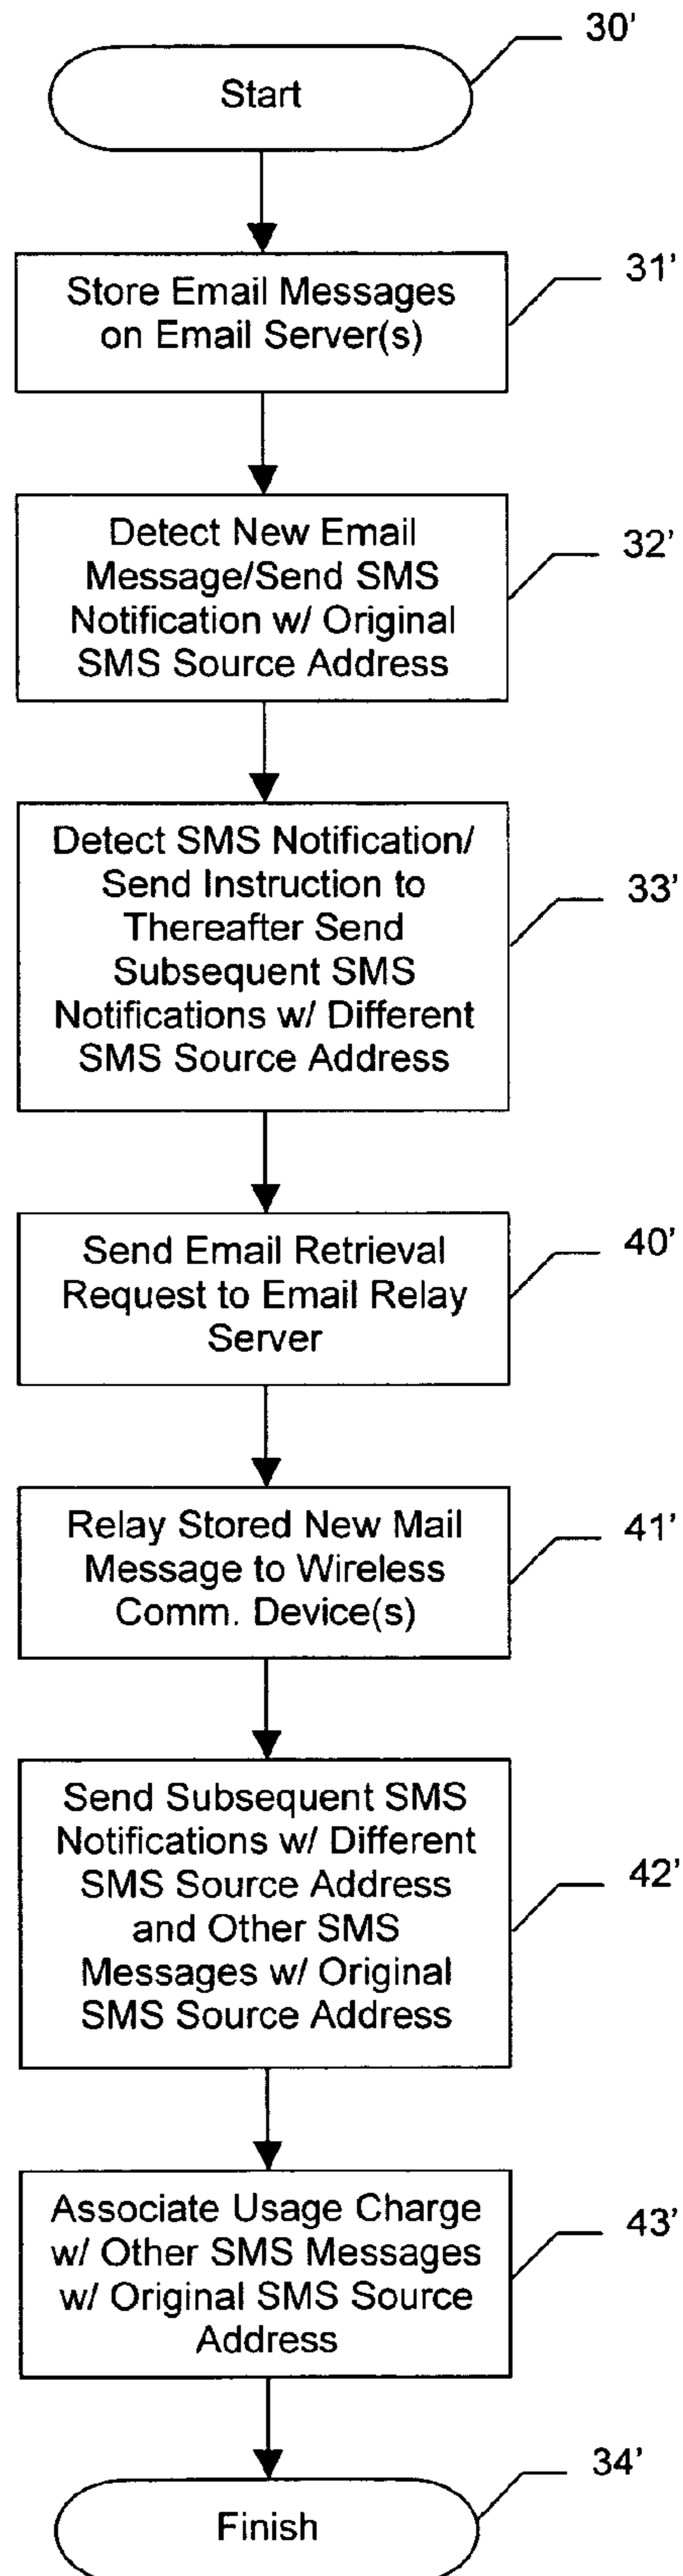 30'
Start
31'
Store Email Messages
on Email Server(s)
32'
Detect New Email
Message/Send SMS
Notification w/ Original
SMS Source Address
33'
Detect SMS Notification/
Send Instruction to
Thereafter Send
Subsequent SMS
Notifications w/ Different
SMS Source Address
40'
Send Email Retrieval
Request to Email Relay
Server
41'
Relay Stored New Mail
Message to Wireless
Comm. Device(s)
42'
Send Subsequent SMS
Notifications w/ Different
SMS Source Address
and Other SMS
Messages w/ Original
SMS Source Address
43'
Associate Usage Charge
w/ Other SMS Messages
w/ Original SMS Source
Address
34'
Finish